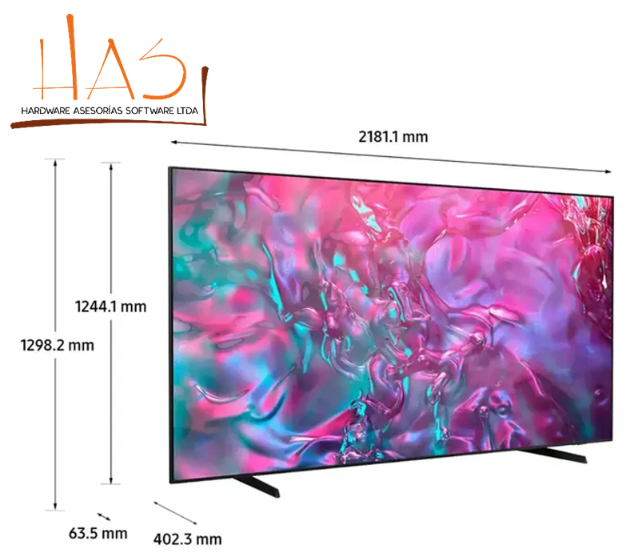 HAS
HARDWARE ASESORÍAS SOFTWARE LTDA
2181.1 mm
1244.1 mm
1298.2 mm
63.5 mm
402.3 mm